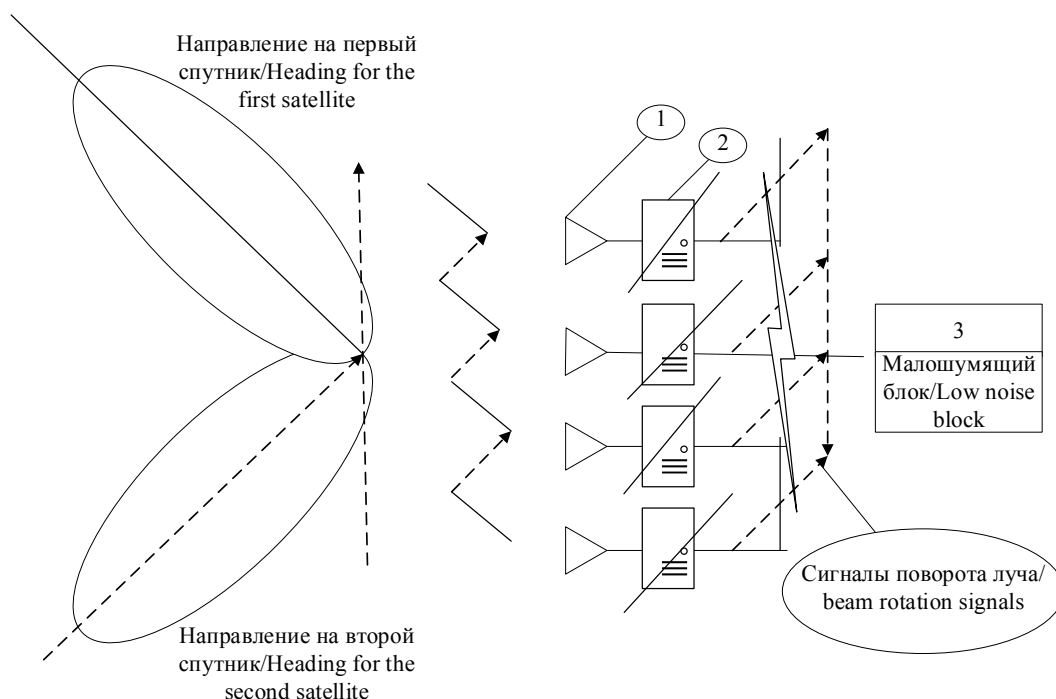 Направление на первый
спутник/Heading for the
first satellite
1
2
3
Малошумящий
блок/Low noise
block
Сигналы поворота луча/
beam rotation signals
Направление на второй
спутник/Heading for the
second satellite